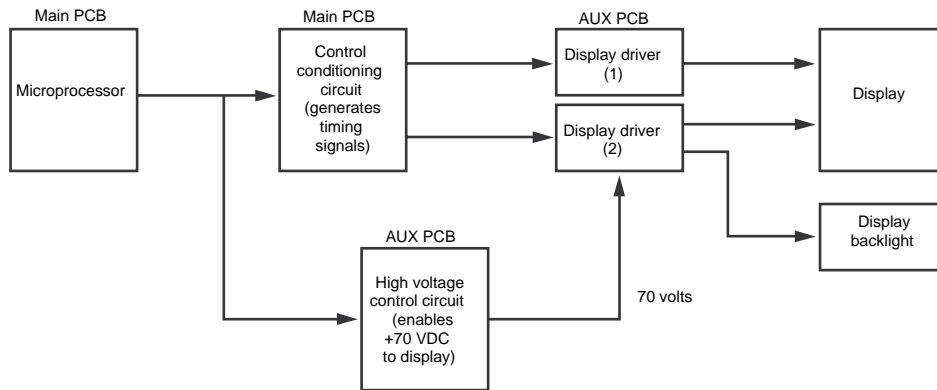 Main PCB
Microprocessor
Main PCB
Control
conditioning
circuit
(generates
timing
signals)
AUX PCB
Display driver
(1)
Display driver
(2)
Display
Display
backlight
AUX PCB
High voltage
control circuit
(enables
+70 VDC
to display)
70 volts